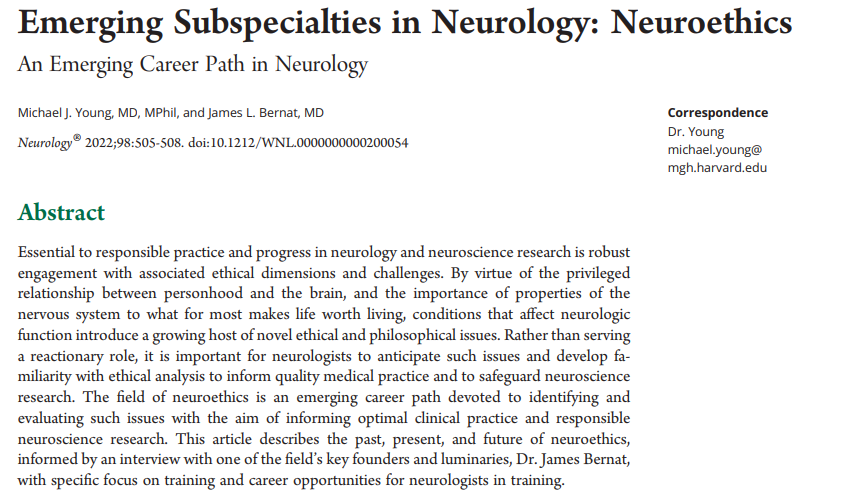 Emerging Subspecialties in Neurology: Neuroethics
An Emerging Career Path in Neurology
Michael J. Young, MD, MPhil, and James L. Bernat, MD
Neurology® 2022;98:505-508. doi:10.1212/WNL.0000000000200054
Correspondence
Dr. Young
michael.young@
mgh.harvard.edu
Abstract
Essential to responsible practice and progress in neurology and neuroscience research is robust
engagement with associated ethical dimensions and challenges. By virtue of the privileged
relationship between personhood and the brain, and the importance of properties of the
nervous system to what for most makes life worth living, conditions that affect neurologic
function introduce a growing host of novel ethical and philosophical issues. Rather than serving
a reactionary role, it is important for neurologists to anticipate such issues and develop fa-
miliarity with ethical analysis to inform quality medical practice and to safeguard neuroscience
research. The field of neuroethics is an emerging career path devoted to identifying and
evaluating such issues with the aim of informing optimal clinical practice and responsible
neuroscience research. This article describes the past, present, and future of neuroethics,
informed by an interview with one of the field's key founders and luminaries, Dr. James Bernat,
with specific focus on training and career opportunities for neurologists in training.